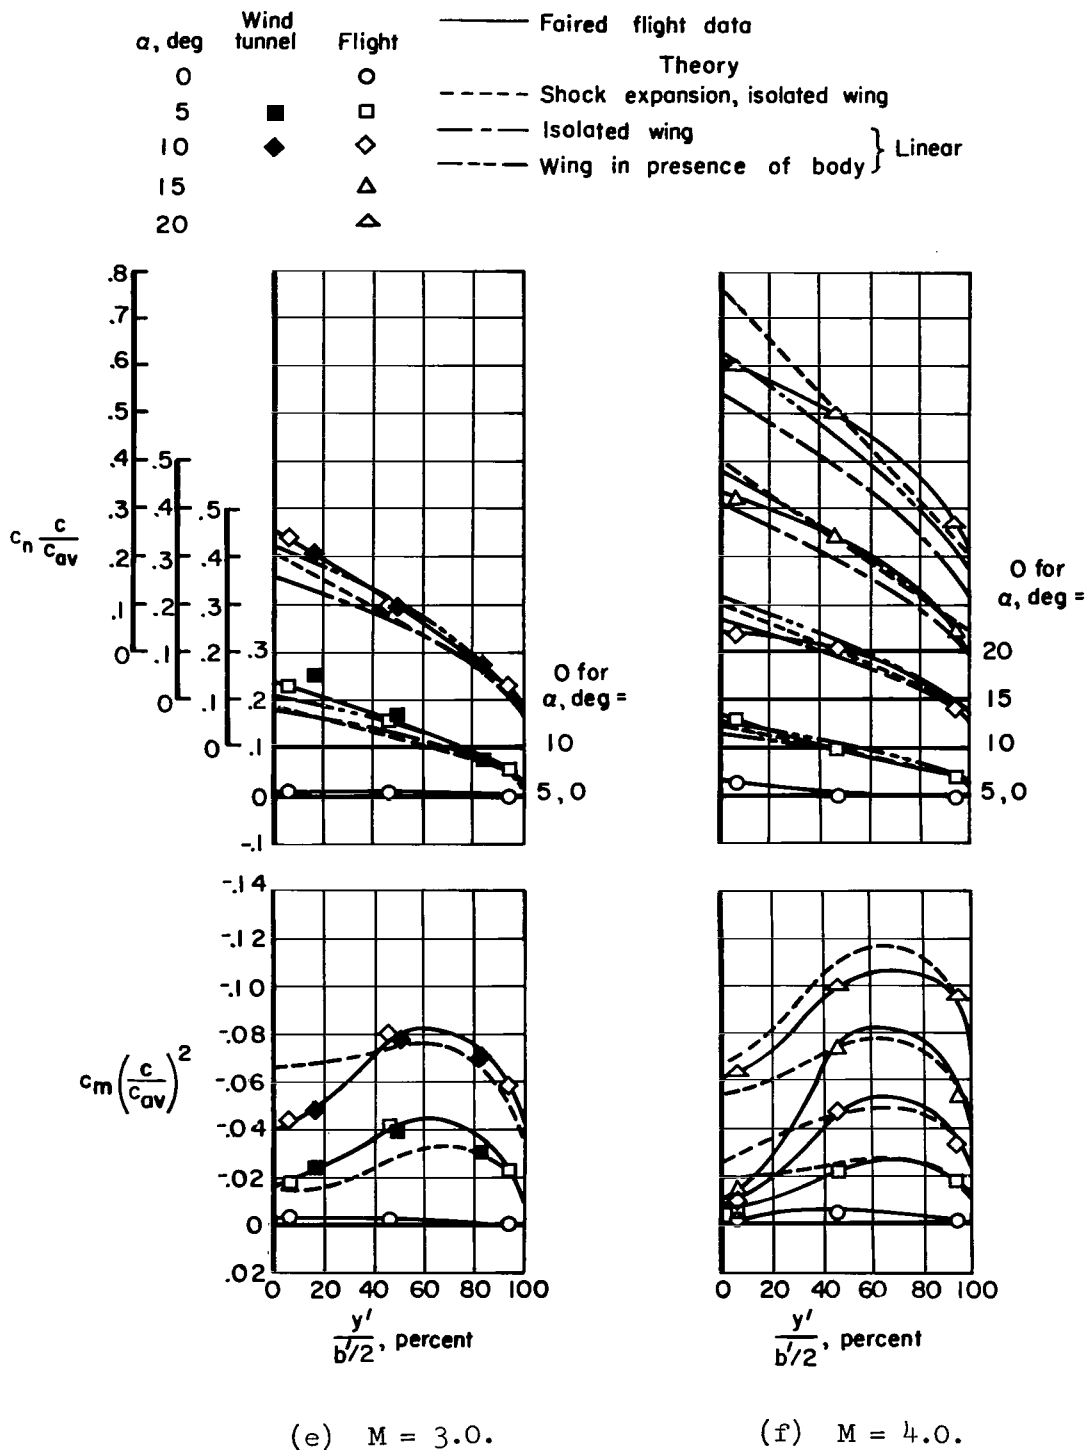 α, deg Wind tunnel Flight
0
5
10
15
20
Faired flight data
Theory
Shock expansion, isolated wing
Isolated wing
Wing in presence of body } Linear
.8
.7
.6
.5
.4
.3
.2
.1
0
.5
.4
.3
.2
.1
0
.5
.4
.3
.2
.1
0
.3
.2
.1
0
-.1
c_n c/c_av
0 for
α, deg =
10
5,0
0 for
α, deg =
20
15
10
5,0
-.14
-.12
-.10
-.08
-.06
-.04
-.02
0
.02
c_m (c/c_av)^2
0 20 40 60 80 100
y'/b'/2, percent
0 20 40 60 80 100
y'/b'/2, percent
(e) M = 3.0.
(f) M = 4.0.